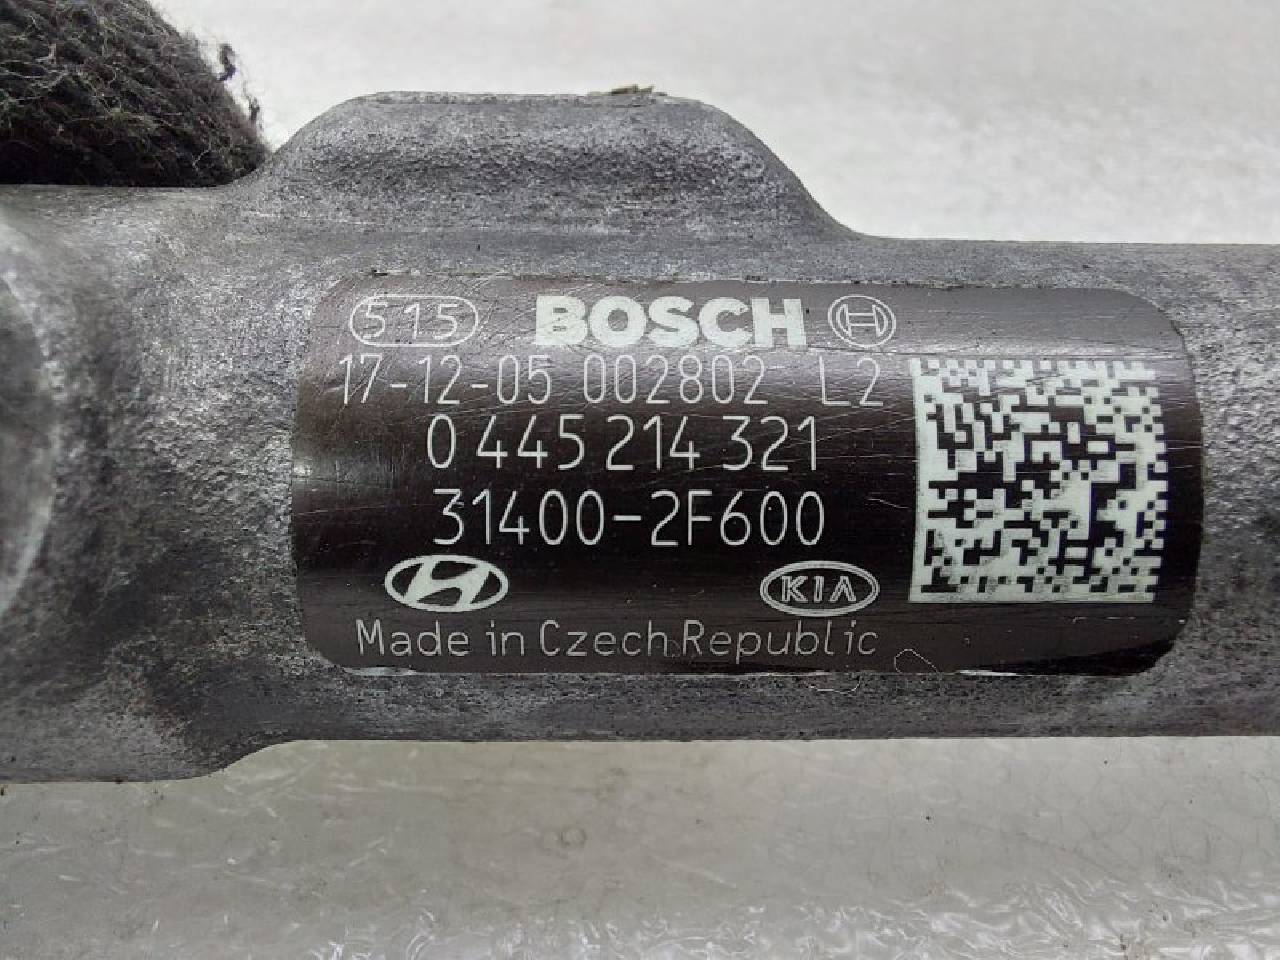 515 BOSCH
17-12-05 002802 L2
0 445 214 321
31400-2F600
KIA
Made in Czech Republic